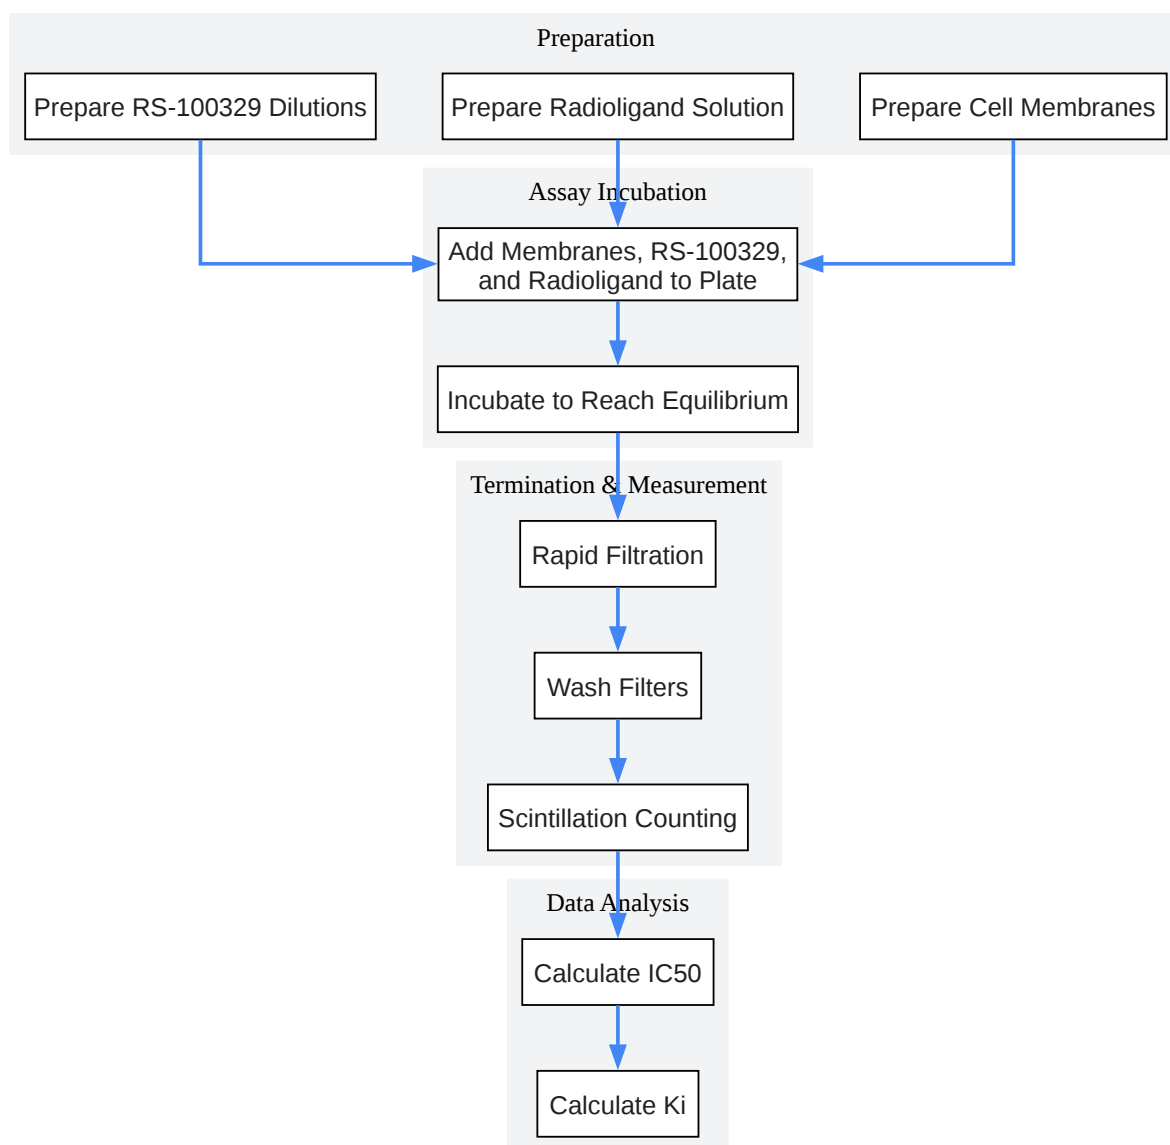 Preparation
Prepare RS-100329 Dilutions
Prepare Radioligand Solution
Prepare Cell Membranes
Assay Incubation
Add Membranes, RS-100329,
and Radioligand to Plate
Incubate to Reach Equilibrium
Termination & Measurement
Rapid Filtration
Wash Filters
Scintillation Counting
Data Analysis
Calculate IC50
Calculate Ki